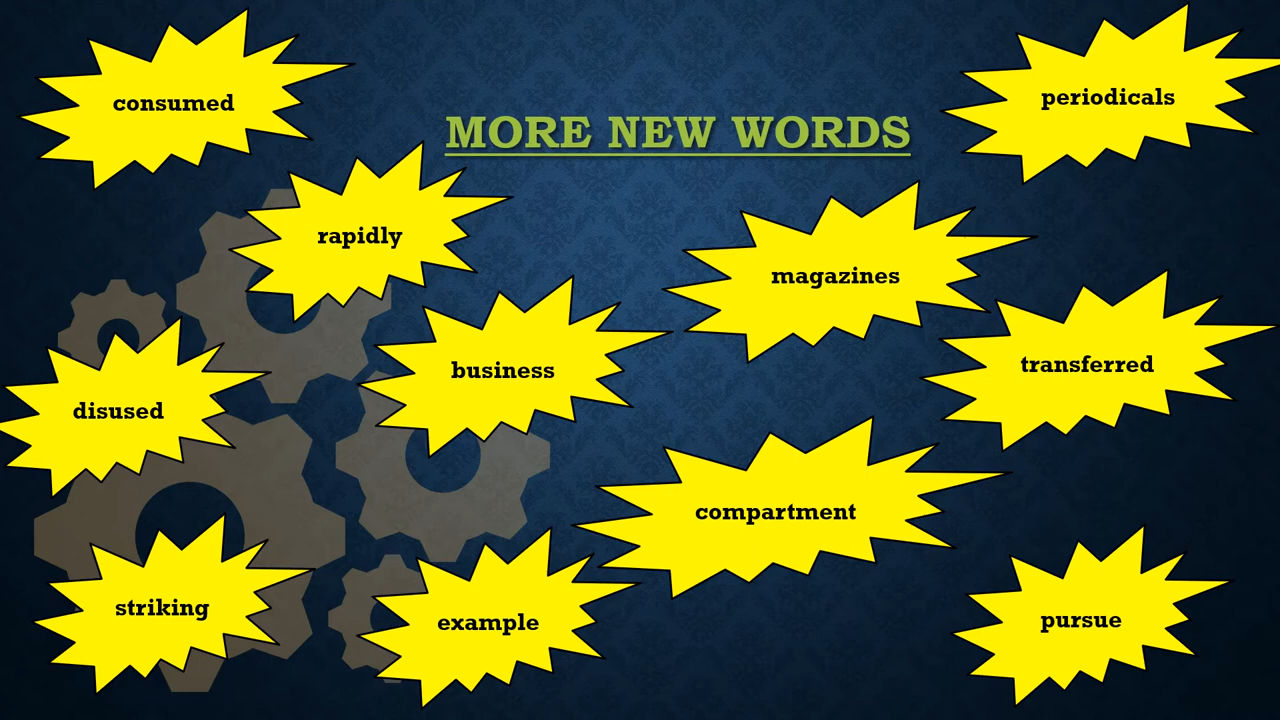 consumed
periodicals
MORE NEW WORDS
rapidly
magazines
business
transferred
disused
compartment
striking
example
pursue